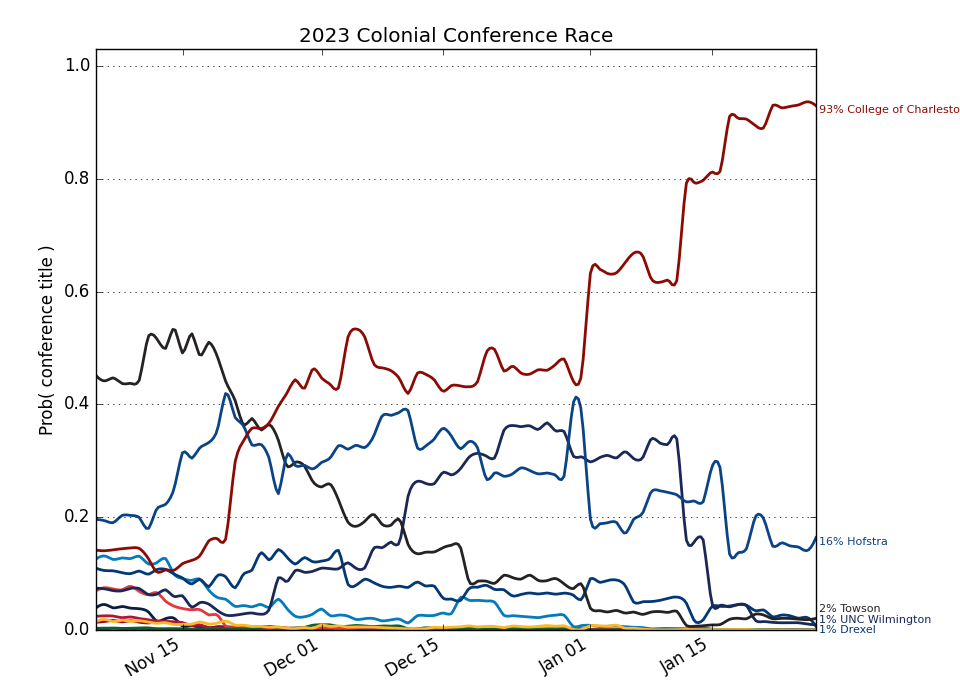 2023 Colonial Conference Race
Prob( conference title )
1.0
0.8
0.6
0.4
0.2
0.0
Nov 15
Dec 01
Dec 15
Jan 01
Jan 15
93% College of Charlesto
16% Hofstra
2% Towson
1% UNC Wilmington
1% Drexel